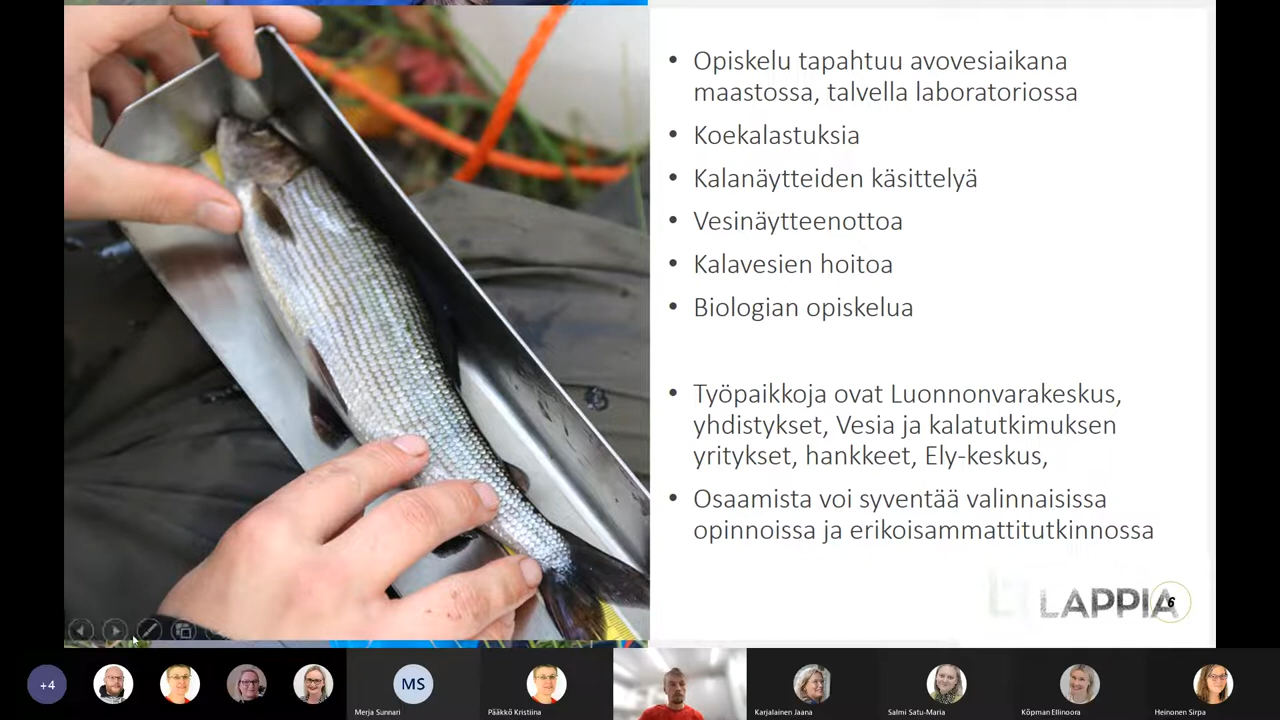 • Opiskelu tapahtuu avovesiaikana
maastossa, talvella laboratoriossa
• Koekalastuksia
• Kalanäytteiden käsittelyä
• Vesinäytteenottoa
• Kalavesien hoitoa
• Biologian opiskelua
• Työpaikkoja ovat Luonnonvarakeskus,
yhdistykset, Vesia ja kalatutkimuksen
yritykset, hankkeet, Ely-keskus,
• Osaamista voi syventää valinnaisissa
opinnoissa ja erikoisammattitutkinnossa
LAPPIA
6
+4
MS
Merja Sunnari
Pääkkö Kristiina
Karjalainen Jaana
Salmi Satu-Maria
Köpman Ellinoora
Heinonen Sirpa